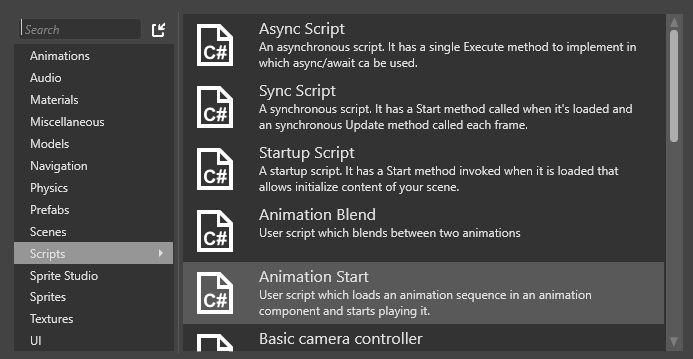 Search
Animations
Audio
Materials
Miscellaneous
Models
Navigation
Physics
Prefabs
Scenes
Scripts
Sprite Studio
Sprites
Textures
UI
C#
Async Script
An asynchronous script. It has a single Execute method to implement in
which async/await ca be used.
C#
Sync Script
A synchronous script. It has a Start method called when it's loaded and
an synchronous Update method called each frame.
C#
Startup Script
A startup script. It has a Start method invoked when it is loaded that
allows initialize content of your scene.
C#
Animation Blend
User script which blends between two animations
C#
Animation Start
User script which loads an animation sequence in an animation
component and starts playing it.
Basic camera controller